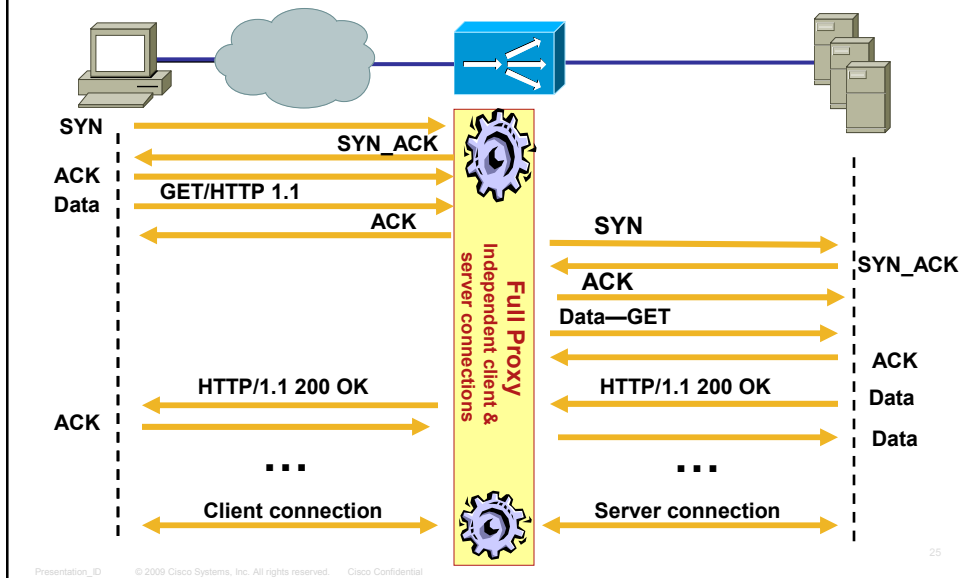 SYN
SYN_ACK
ACK
GET/HTTP 1.1
Data
ACK
SYN
SYN_ACK
ACK
Data—GET
ACK
HTTP/1.1 200 OK
HTTP/1.1 200 OK
Data
ACK
Data
...
...
Client connection
Server connection
Full Proxy
Independent client &
server connections
25
Presentation_ID © 2009 Cisco Systems, Inc. All rights reserved. Cisco Confidential